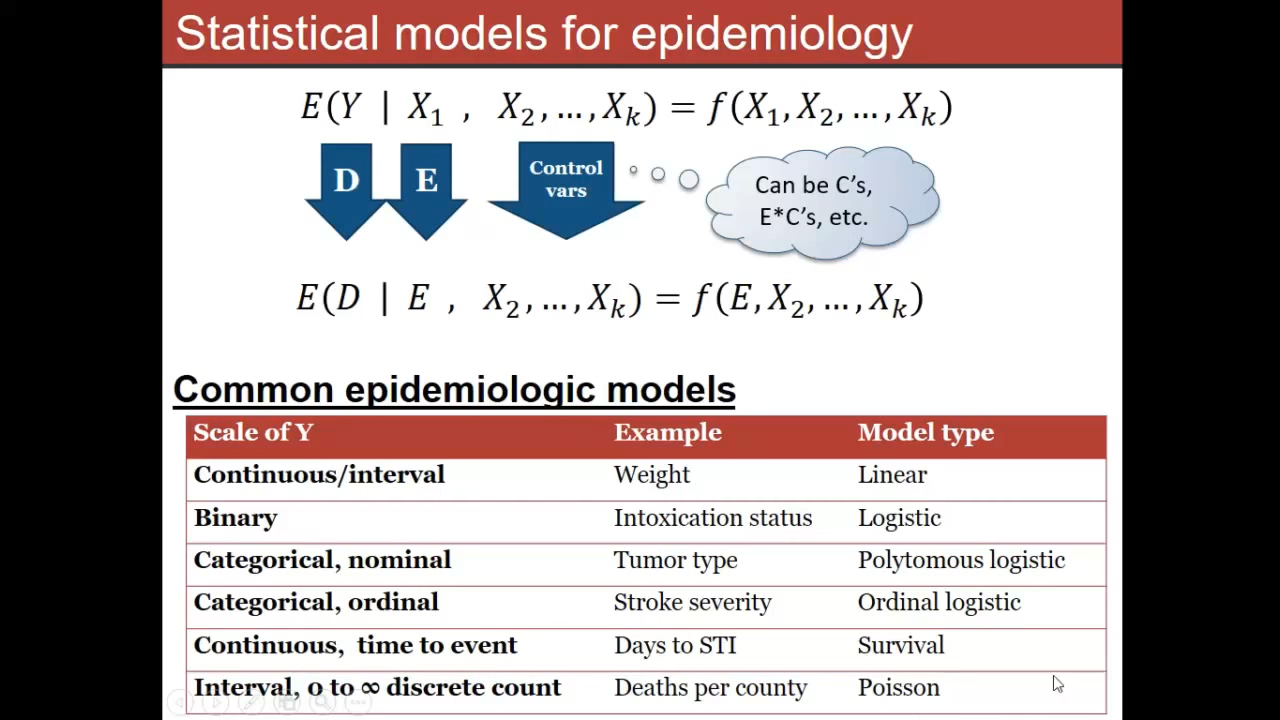 Statistical models for epidemiology
E(Y | X₁ , X₂, …, Xₖ) = f(X₁, X₂, …, Xₖ)
D E Control vars
Can be C’s,
E*C’s, etc.
E(D | E , X₂, …, Xₖ) = f(E, X₂, …, Xₖ)
Common epidemiologic models
Scale of Y Example Model type
Continuous/interval Weight Linear
Binary Intoxication status Logistic
Categorical, nominal Tumor type Polytomous logistic
Categorical, ordinal Stroke severity Ordinal logistic
Continuous, time to event Days to STI Survival
Interval, 0 to ∞ discrete count Deaths per county Poisson